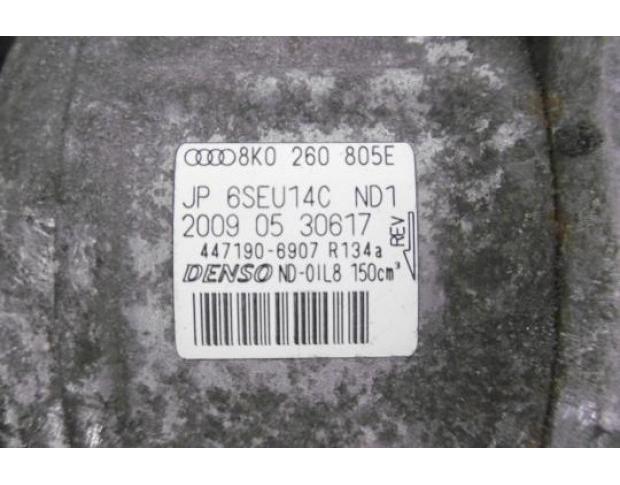 8K0 260 805E
JP 6SEU14C ND1
2009 05 30617
447190-6907 R134a
DENSO ND-OIL8 150cm³
REV